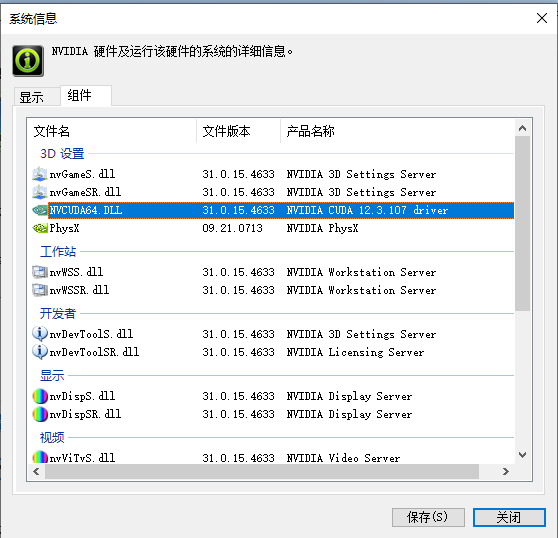 系统信息
NVIDIA 硬件及运行该硬件的系统的详细信息。
显示 组件
文件名 文件版本 产品名称
3D 设置
nvGameS.dll 31.0.15.4633 NVIDIA 3D Settings Server
nvGameSR.dll 31.0.15.4633 NVIDIA 3D Settings Server
NVCUDA64.DLL 31.0.15.4633 NVIDIA CUDA 12.3.107 driver
PhysX 09.21.0713 NVIDIA PhysX
工作站
nvWSS.dll 31.0.15.4633 NVIDIA Workstation Server
nvWSSR.dll 31.0.15.4633 NVIDIA Workstation Server
开发者
nvDevToolS.dll 31.0.15.4633 NVIDIA 3D Settings Server
nvDevToolSR.dll 31.0.15.4633 NVIDIA Licensing Server
显示
nvDispS.dll 31.0.15.4633 NVIDIA Display Server
nvDispSR.dll 31.0.15.4633 NVIDIA Display Server
视频
nvViTvS.dll 31.0.15.4633 NVIDIA Video Server
保存(S) 关闭